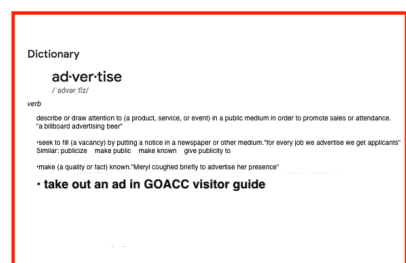 Dictionary
ad·ver·tise
/ˈadvərˌtīz/
verb
describe or draw attention to (a product, service, or event) in a public medium in order to promote sales or attendance.
"a billboard advertising beer"
•seek to fill (a vacancy) by putting a notice in a newspaper or other medium."for every job we advertise we get applicants"
Similar: publicize make public make known give publicity to
•make (a quality or fact) known."Meryl coughed briefly to advertise her presence"
• take out an ad in GOACC visitor guide